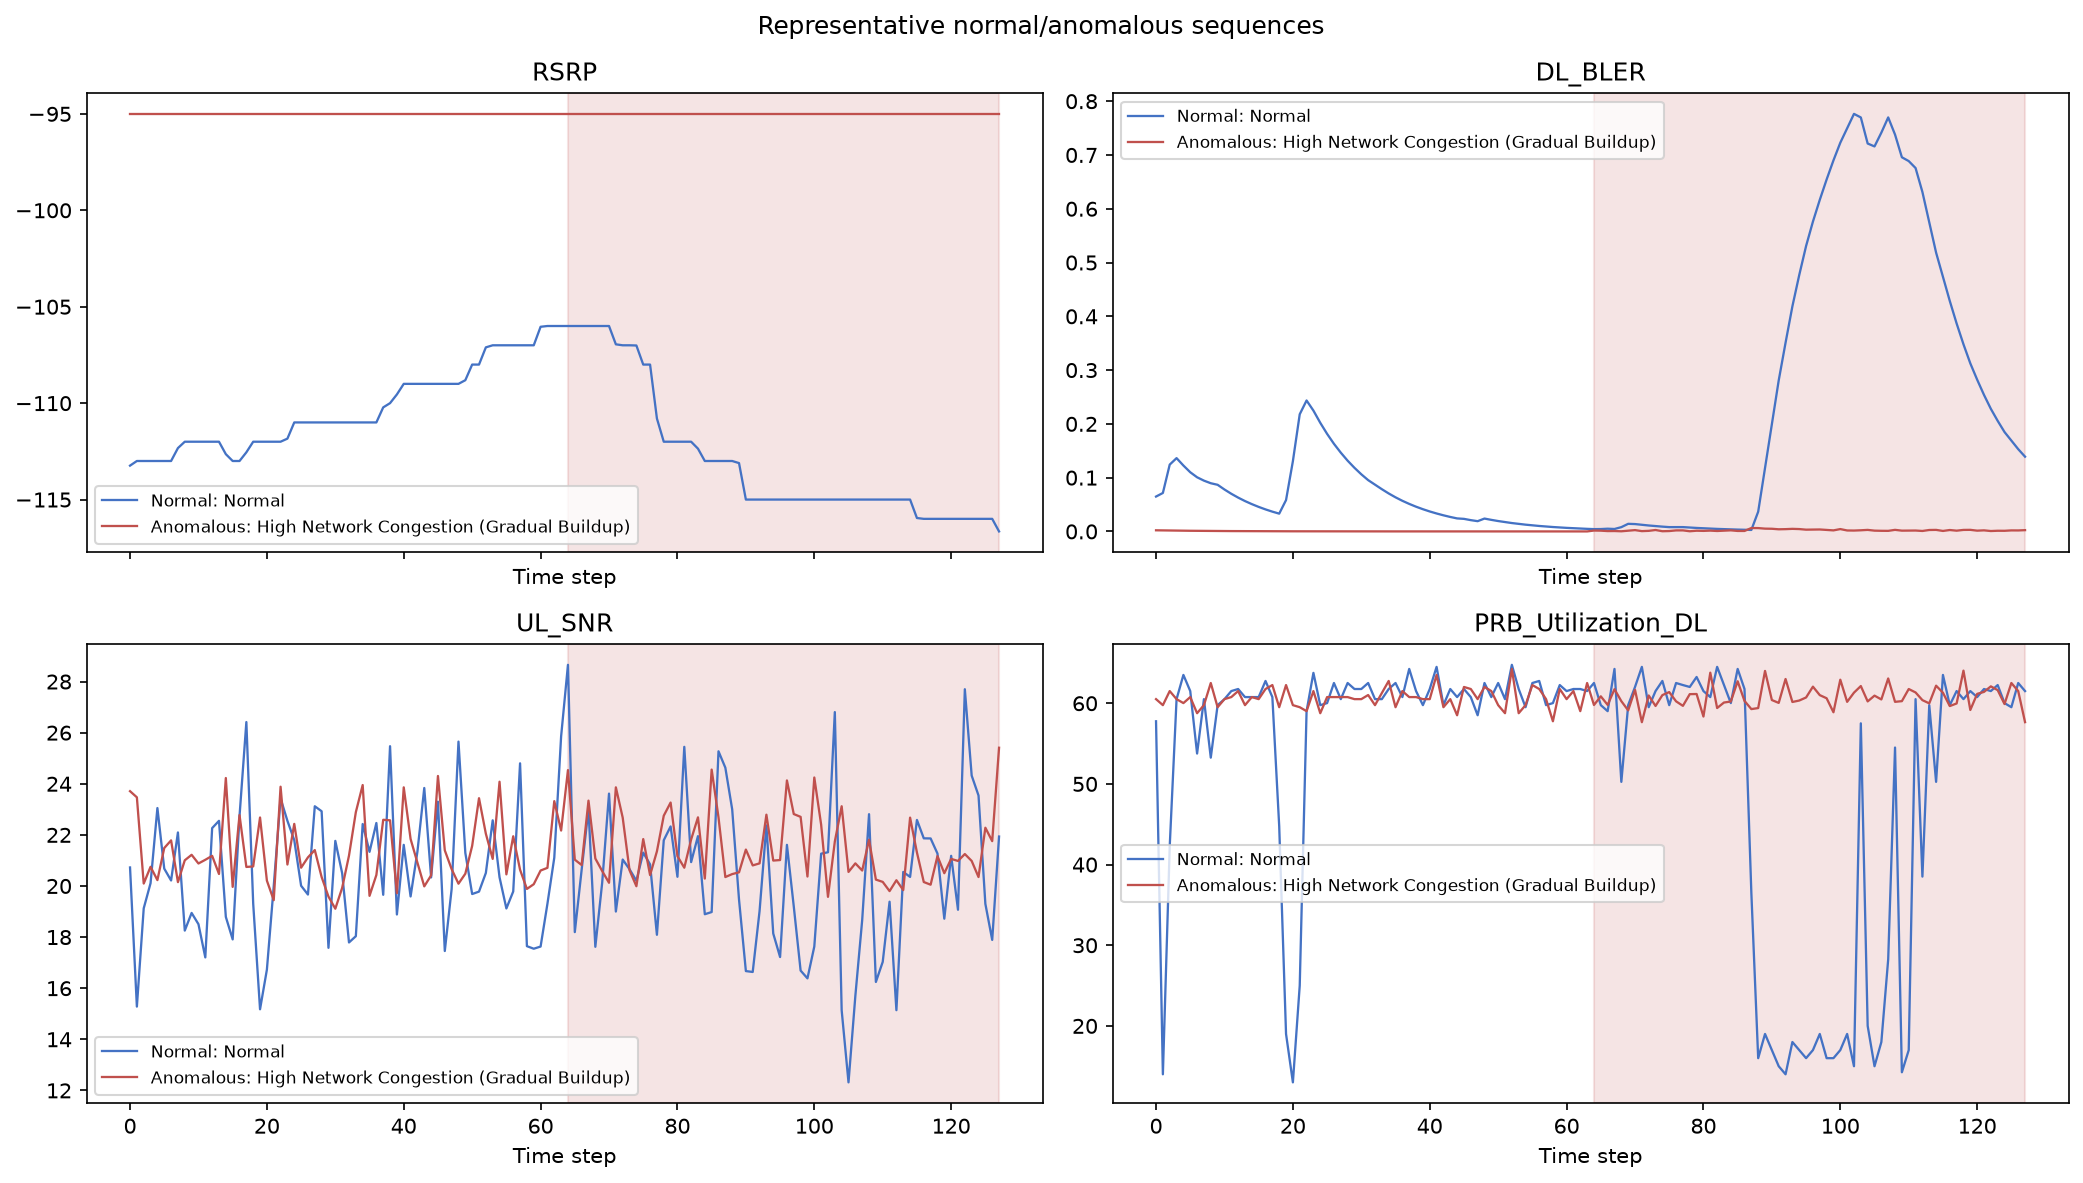 Representative normal/anomalous sequences
RSRP
−95
−100
−105
−110
−115
Normal: Normal
Anomalous: High Network Congestion (Gradual Buildup)
Time step
DL_BLER
0.8
0.7
0.6
0.5
0.4
0.3
0.2
0.1
0.0
Normal: Normal
Anomalous: High Network Congestion (Gradual Buildup)
Time step
UL_SNR
28
26
24
22
20
18
16
14
12
Normal: Normal
Anomalous: High Network Congestion (Gradual Buildup)
0 20 40 60 80 100 120
Time step
PRB_Utilization_DL
60
50
40
30
20
Normal: Normal
Anomalous: High Network Congestion (Gradual Buildup)
0 20 40 60 80 100 120
Time step